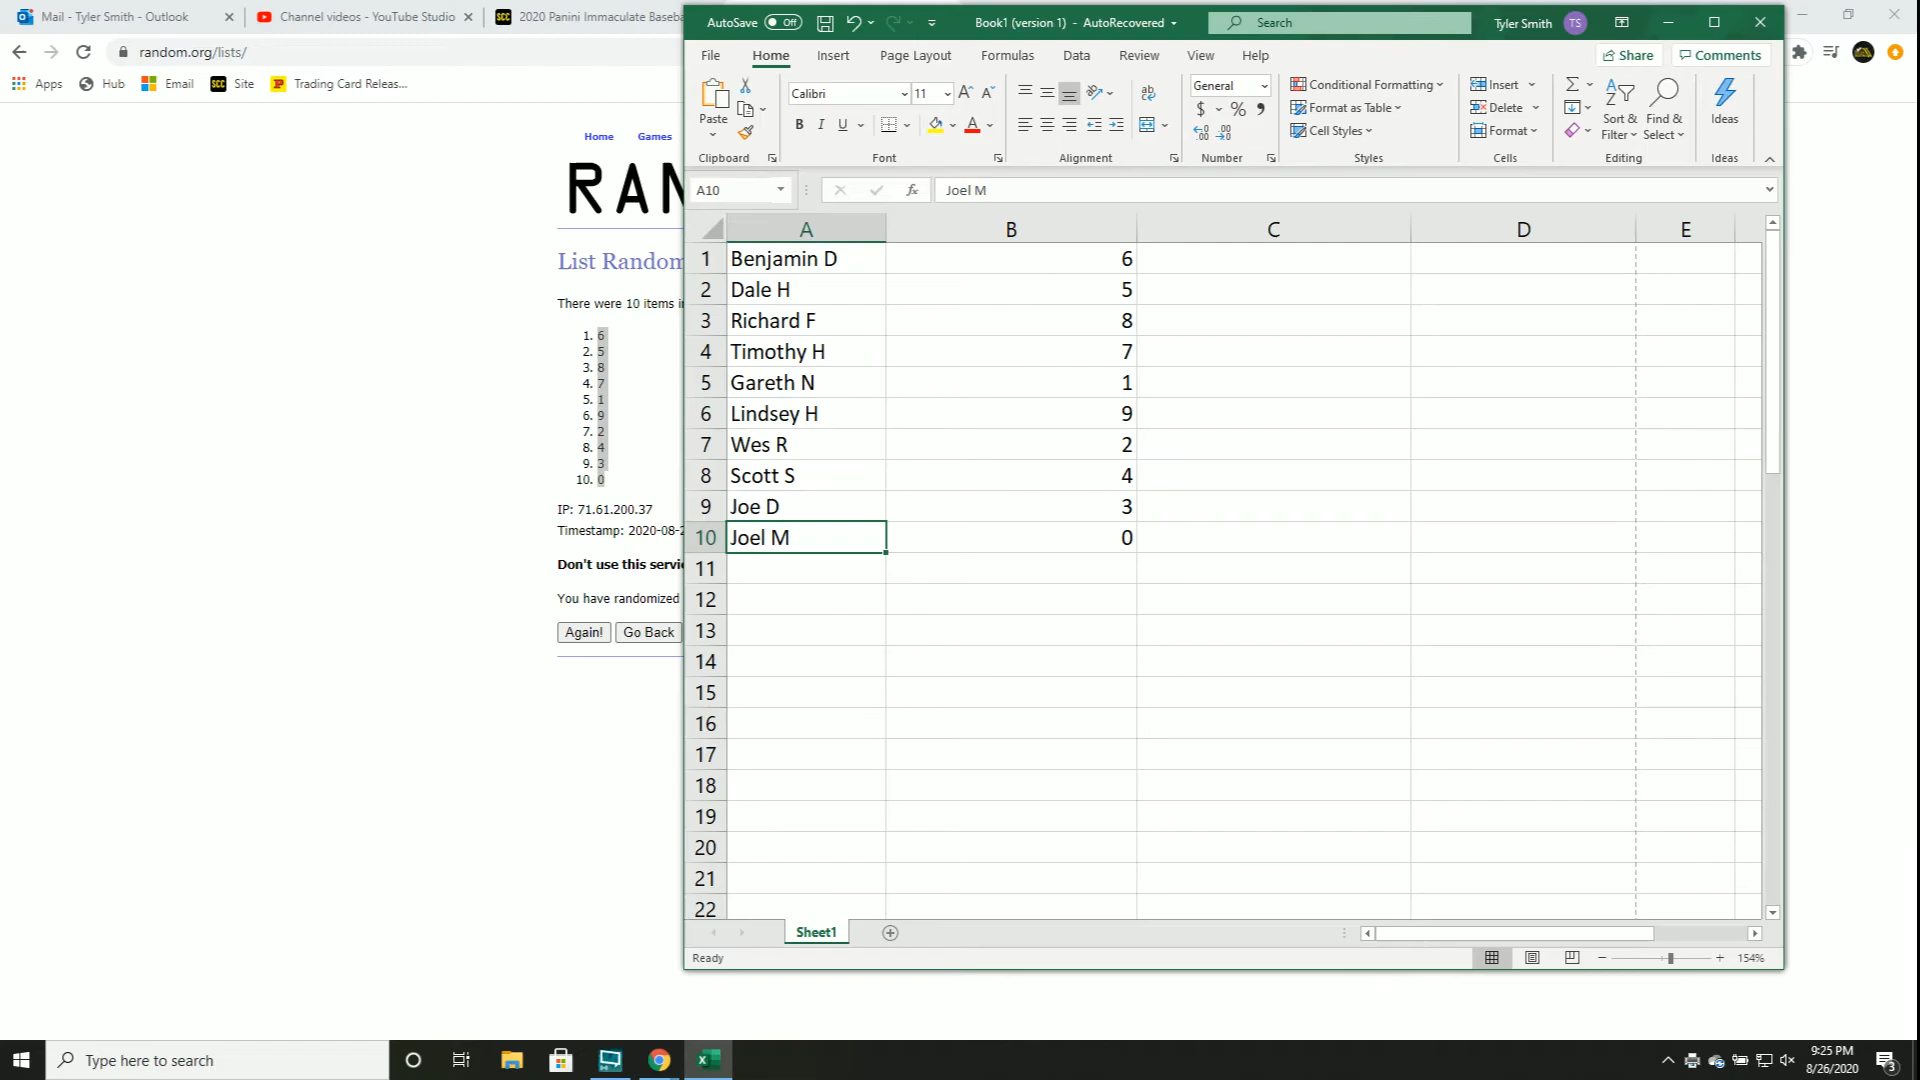 Mail - Tyler Smith - Outlook
Channel videos - YouTube Studio
SCC 2020 Panini Immaculate Baseba
random.org/lists/
Apps Hub Email SCC Site Trading Card Releas...
Home Games
RAN
List Random
There were 10 items in
1. 6
2. 5
3. 8
4. 7
5. 1
6. 9
7. 2
8. 4
9. 3
10. 0
IP: 71.61.200.37
Timestamp: 2020-08-2
Don't use this servi
You have randomized
Again! Go Back
AutoSave Off Book1 (version 1) - AutoRecovered Search Tyler Smith TS
File Home Insert Page Layout Formulas Data Review View Help Share Comments
Paste
Clipboard
Calibri 11
B I U
Font
ab
Alignment
General
$ % ,
Number
Conditional Formatting
Format as Table
Cell Styles
Styles
Insert
Delete
Format
Cells
Sort & Filter
Find & Select
Editing
Ideas
Ideas
A10 fx Joel M
A B C D E
1 Benjamin D 6
2 Dale H 5
3 Richard F 8
4 Timothy H 7
5 Gareth N 1
6 Lindsey H 9
7 Wes R 2
8 Scott S 4
9 Joe D 3
10 Joel M 0
11
12
13
14
15
16
17
18
19
20
21
22
Sheet1
Ready 154%
Type here to search
9:25 PM
8/26/2020
3